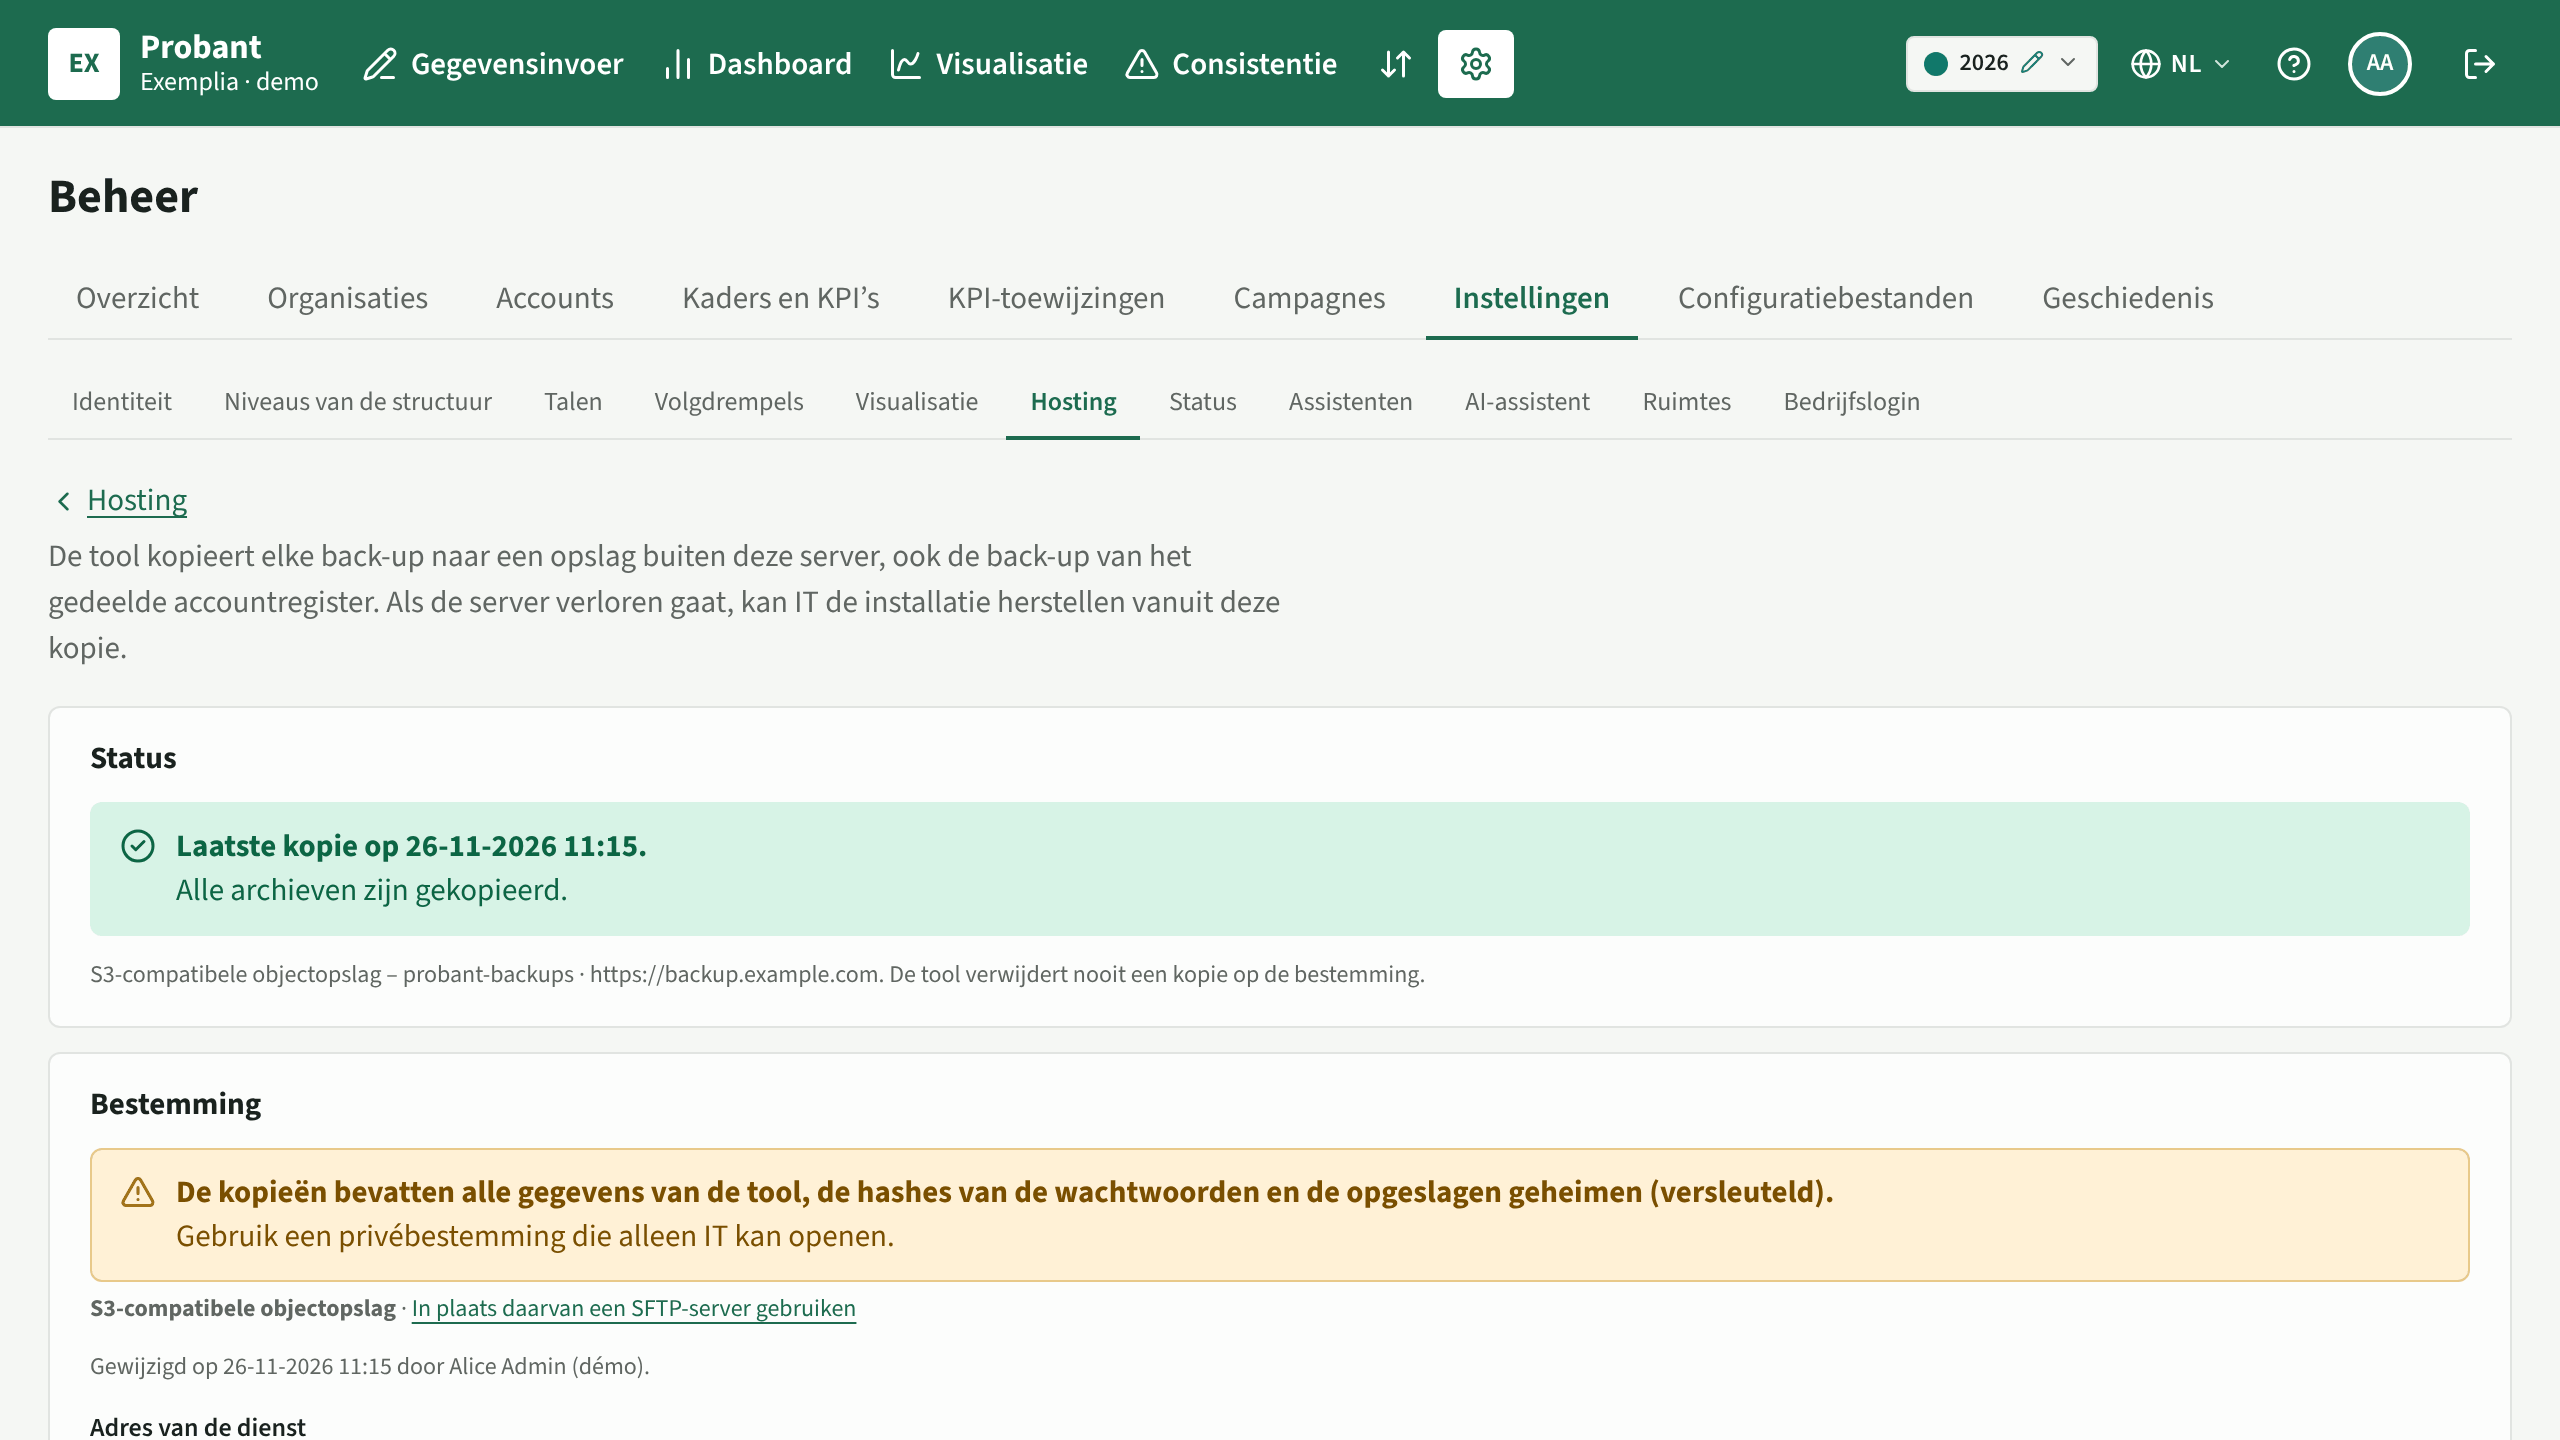 EX
Probant
Exemplia · demo
Gegevensinvoer
Dashboard
Visualisatie
Consistentie
2026
NL
AA
Beheer
Overzicht
Organisaties
Accounts
Kaders en KPI’s
KPI-toewijzingen
Campagnes
Instellingen
Configuratiebestanden
Geschiedenis
Identiteit
Niveaus van de structuur
Talen
Volgdrempels
Visualisatie
Hosting
Status
Assistenten
AI-assistent
Ruimtes
Bedrijfslogin
Hosting
De tool kopieert elke back-up naar een opslag buiten deze server, ook de back-up van het
gedeelde accountregister. Als de server verloren gaat, kan IT de installatie herstellen vanuit deze
kopie.
Status
Laatste kopie op 26-11-2026 11:15.
Alle archieven zijn gekopieerd.
S3-compatibele objectopslag – probant-backups · https://backup.example.com. De tool verwijdert nooit een kopie op de bestemming.
Bestemming
De kopieën bevatten alle gegevens van de tool, de hashes van de wachtwoorden en de opgeslagen geheimen (versleuteld).
Gebruik een privébestemming die alleen IT kan openen.
S3-compatibele objectopslag · In plaats daarvan een SFTP-server gebruiken
Gewijzigd op 26-11-2026 11:15 door Alice Admin (démo).
Adres van de dienst